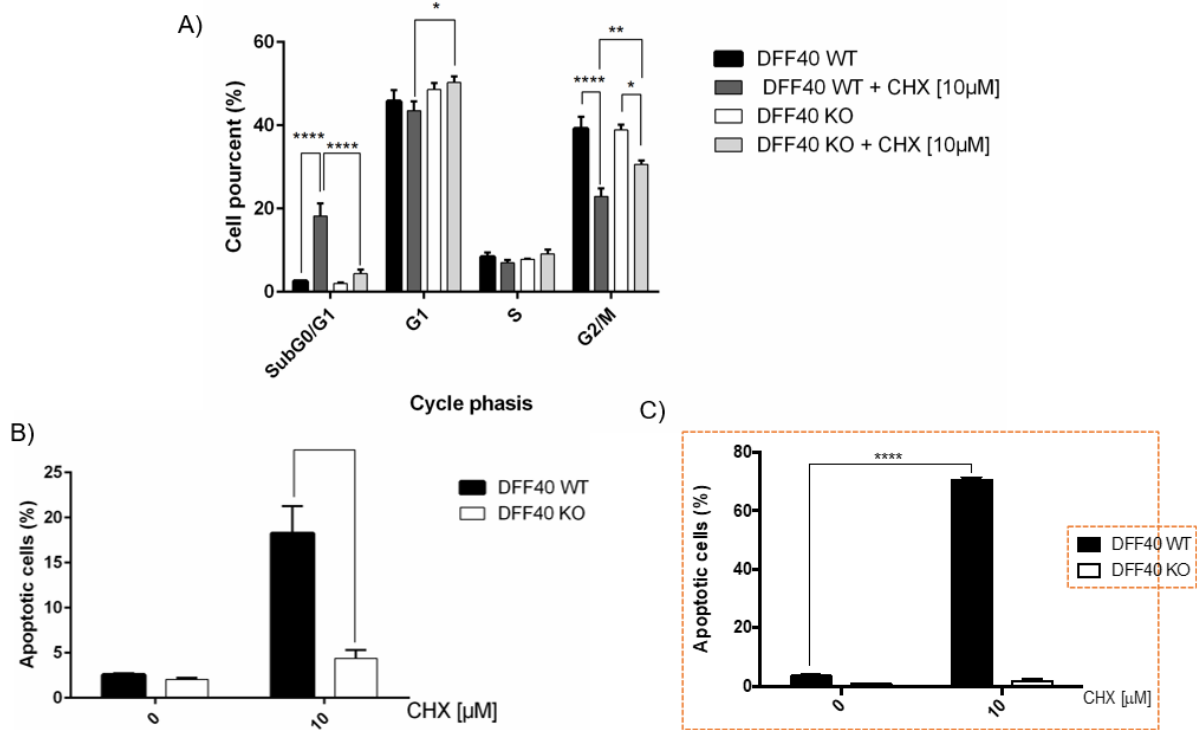 A)
*
**
****
*
****
****
60
40
20
0
Cell pourcent (%)
SubG0/G1
G1
S
G2/M
Cycle phasis
DFF40 WT
DFF40 WT + CHX [10µM]
DFF40 KO
DFF40 KO + CHX [10µM]
B)
25
20
15
10
5
0
Apoptotic cells (%)
0
10
CHX [µM]
DFF40 WT
DFF40 KO
C)
80
60
40
20
0
Apoptotic cells (%)
****
0
10
CHX [µM]
DFF40 WT
DFF40 KO